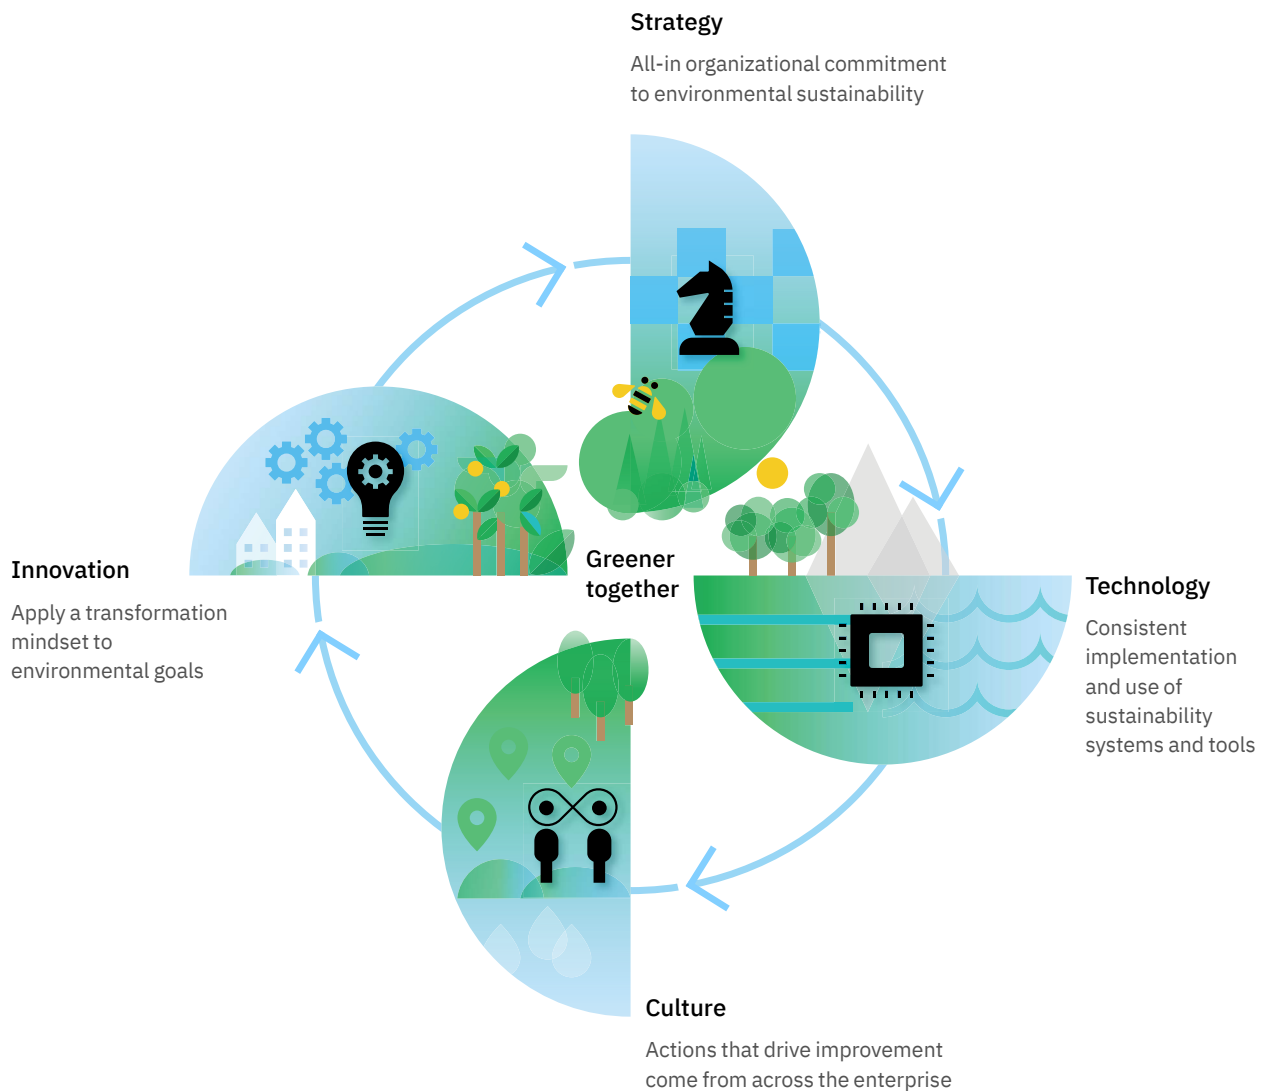 Strategy
All-in organizational commitment
to environmental sustainability
Innovation
Apply a transformation
mindset to
environmental goals
Greener
together
Technology
Consistent
implementation
and use of
sustainability
systems and tools
Culture
Actions that drive improvement
come from across the enterprise